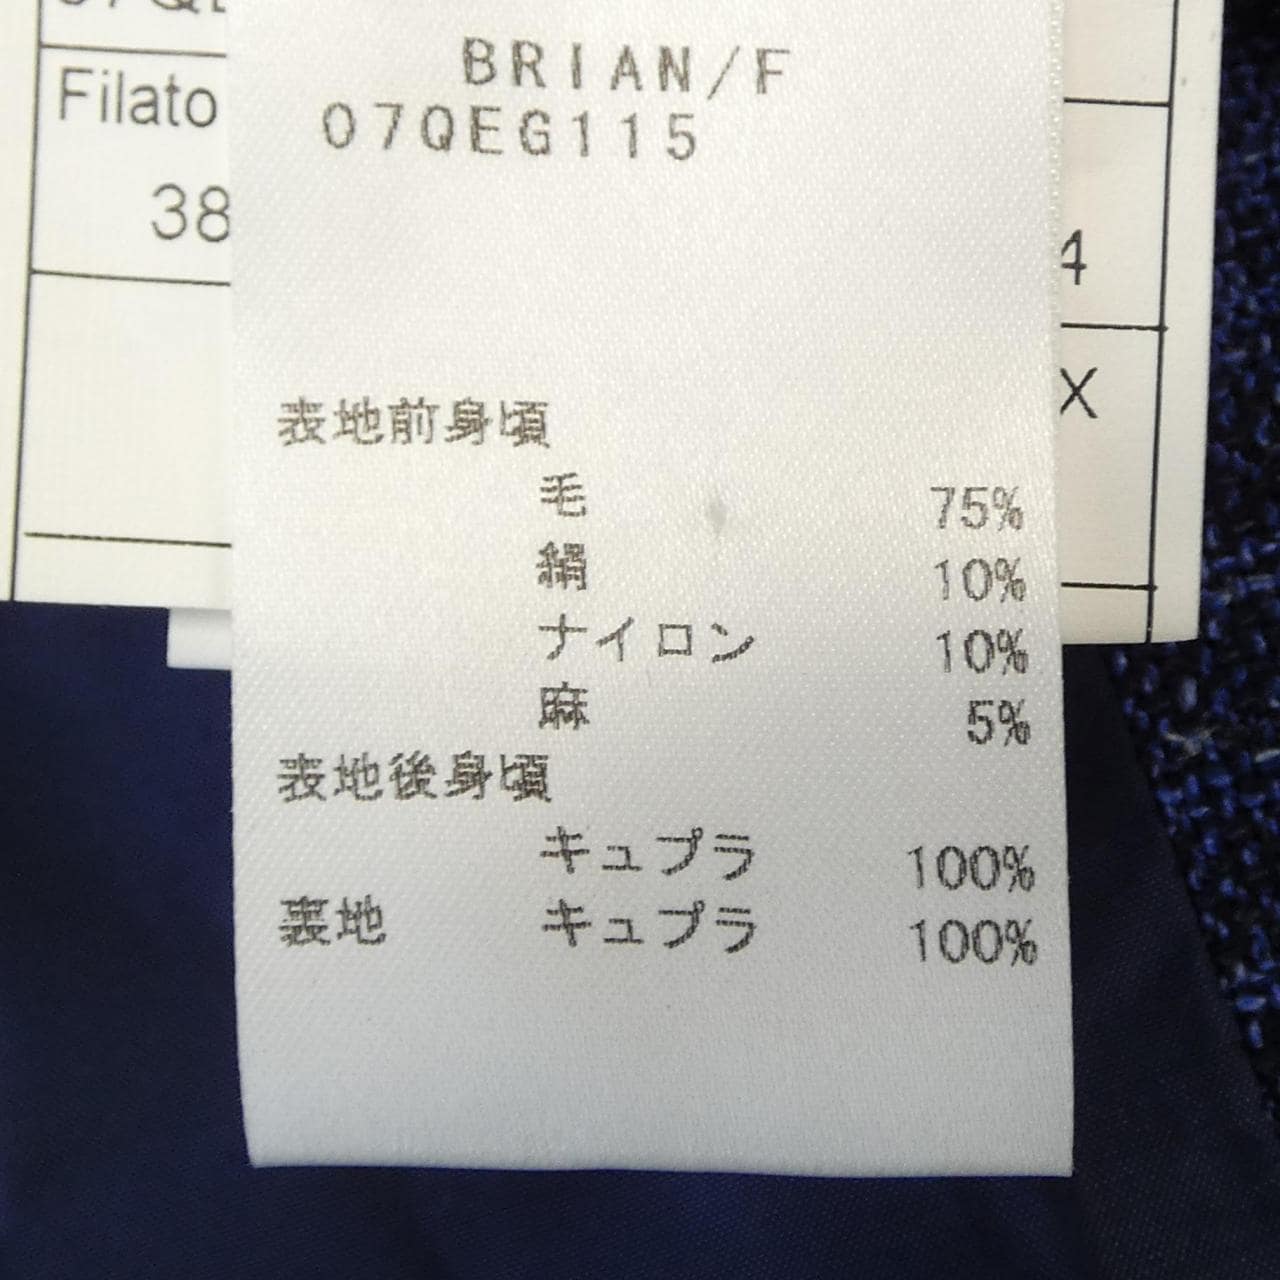 BRIAN/F
07QEG115
Filato
38
4
X
表地前身頃
毛 75%
絹 10%
ナイロン 10%
麻 5%
表地後身頃
キュプラ 100%
裏地 キュプラ 100%